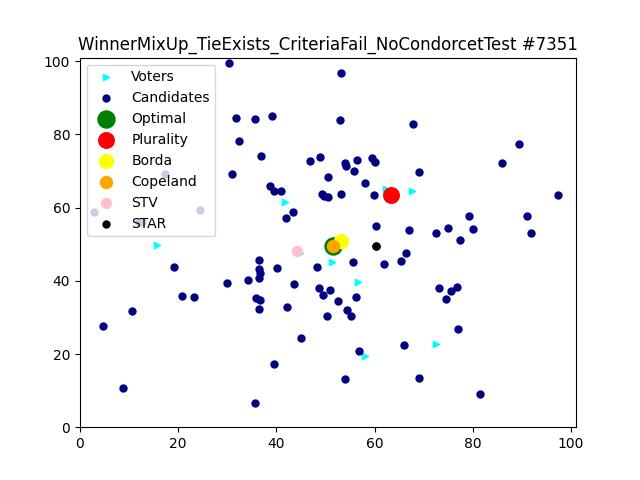 WinnerMixUp_TieExists_CriteriaFail_NoCondorcetTest #7351
100
80
60
40
20
0
0 20 40 60 80 100
Voters
Candidates
Optimal
Plurality
Borda
Copeland
STV
STAR